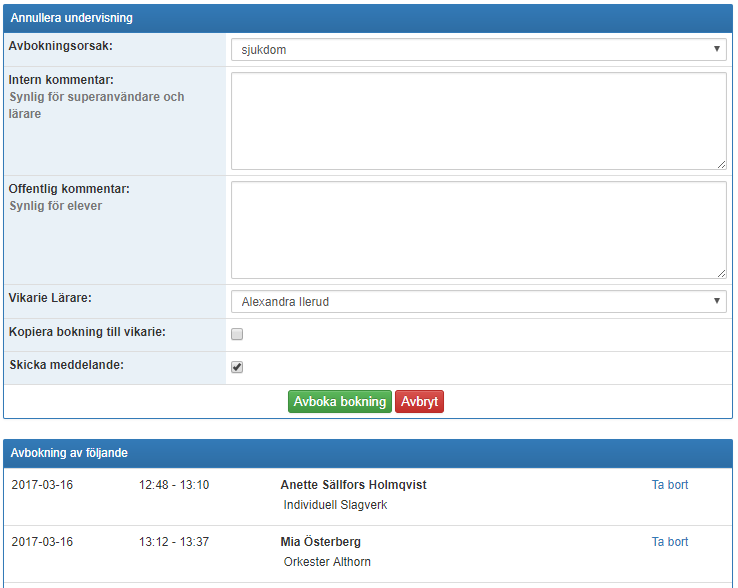 Annullera undervisning
Avbokningsorsak:
sjukdom
Intern kommentar:
Synlig för superanvändare och
lärare
Offentlig kommentar:
Synlig för elever
Vikarie Lärare:
Alexandra Ilerud
Kopiera bokning till vikarie:
Skicka meddelande:
Avboka bokning Avbryt
Avbokning av följande
2017-03-16 12:48 - 13:10 Anette Sällfors Holmqvist Ta bort
Individuell Slagverk
2017-03-16 13:12 - 13:37 Mia Österberg Ta bort
Orkester Althorn